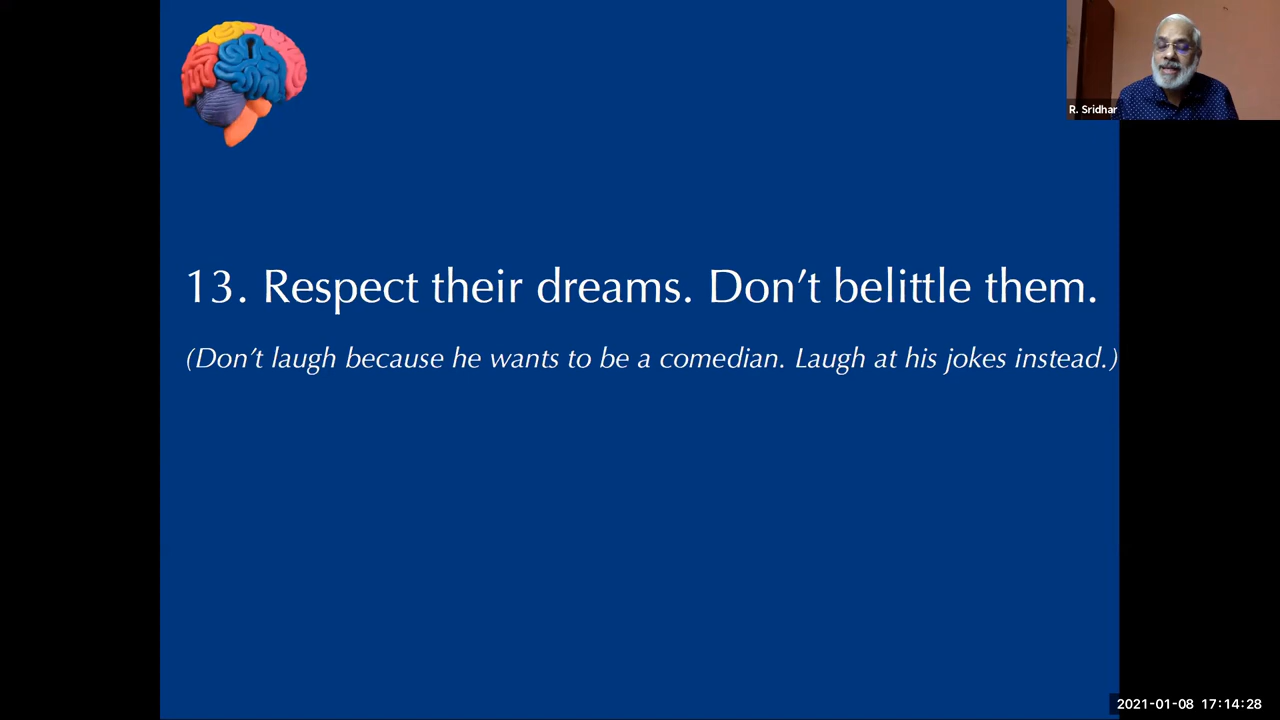 R. Sridhar
13. Respect their dreams. Don’t belittle them.
(Don’t laugh because he wants to be a comedian. Laugh at his jokes instead.)
2021-01-08 17:14:28